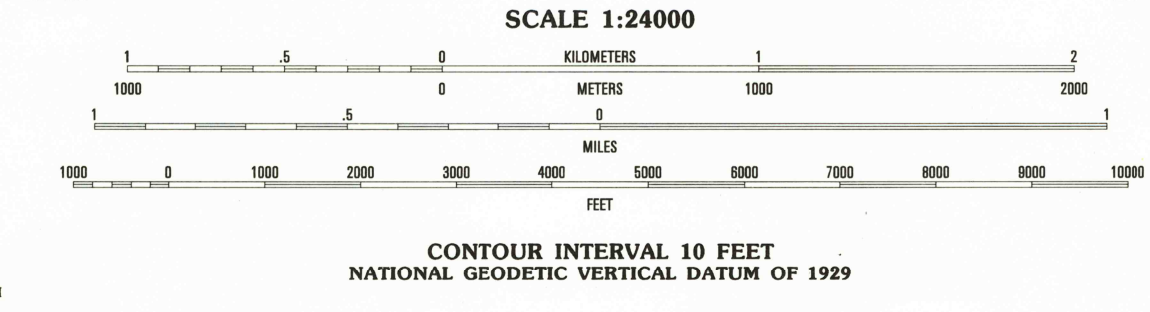 SCALE 1:24000
1 .5 0 KILOMETERS 1 2
1000 0 METERS 1000 2000
1 .5 0 1
MILES
1000 0 1000 2000 3000 4000 5000 6000 7000 8000 9000 10000
FEET
CONTOUR INTERVAL 10 FEET
NATIONAL GEODETIC VERTICAL DATUM OF 1929